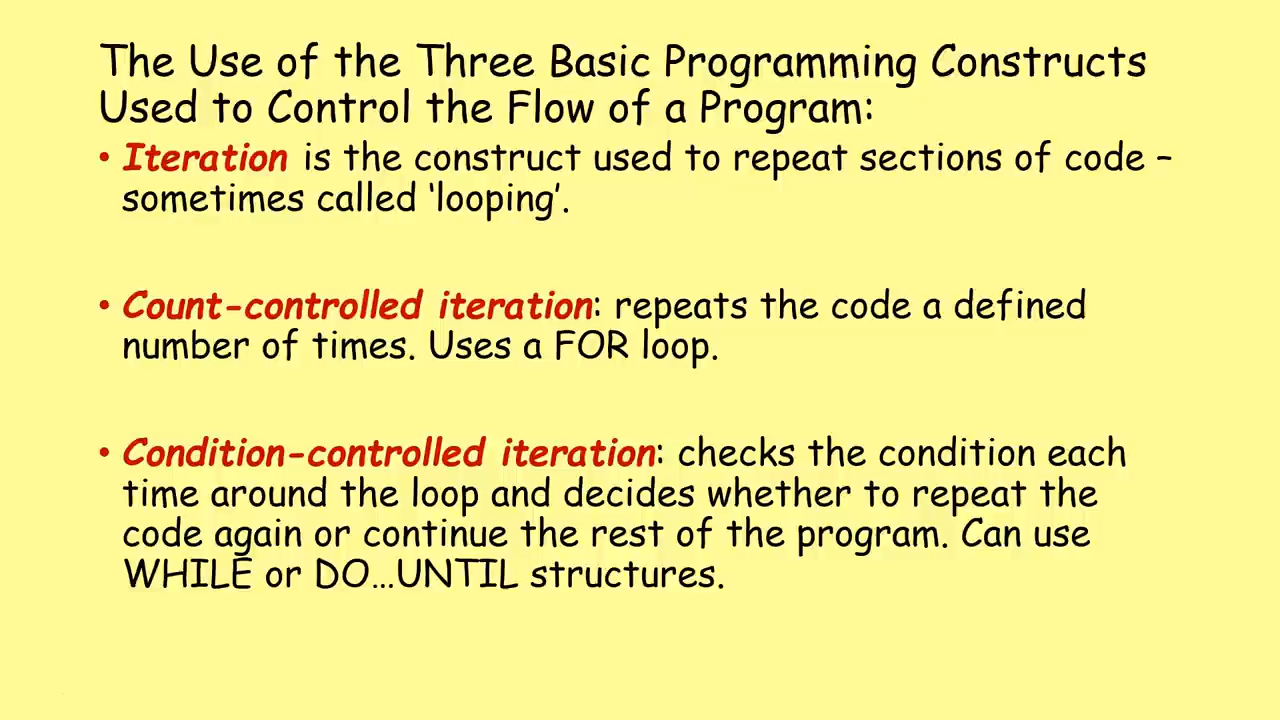 The Use of the Three Basic Programming Constructs
Used to Control the Flow of a Program:
• Iteration is the construct used to repeat sections of code –
sometimes called ‘looping’.
• Count-controlled iteration: repeats the code a defined
number of times. Uses a FOR loop.
• Condition-controlled iteration: checks the condition each
time around the loop and decides whether to repeat the
code again or continue the rest of the program. Can use
WHILE or DO…UNTIL structures.